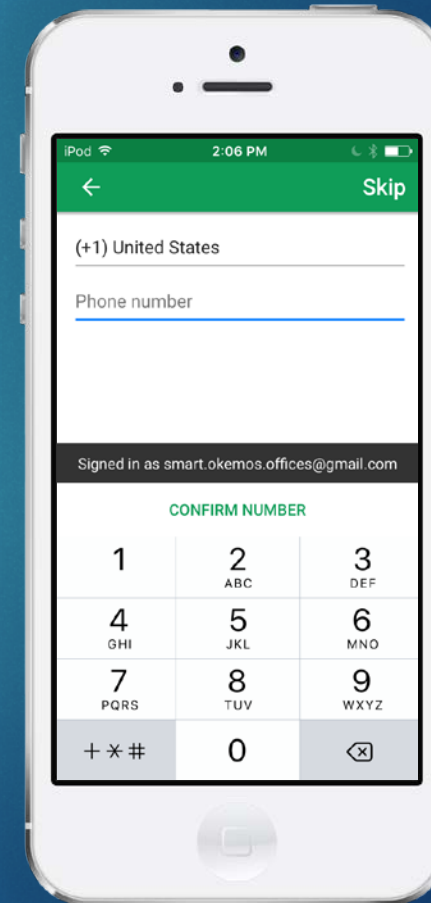 iPod 2:06 PM
← Skip
(+1) United States
Phone number
Signed in as smart.okemos.offices@gmail.com
CONFIRM NUMBER
1 2 3
ABC DEF
4 5 6
GHI JKL MNO
7 8 9
PQRS TUV WXYZ
+*# 0